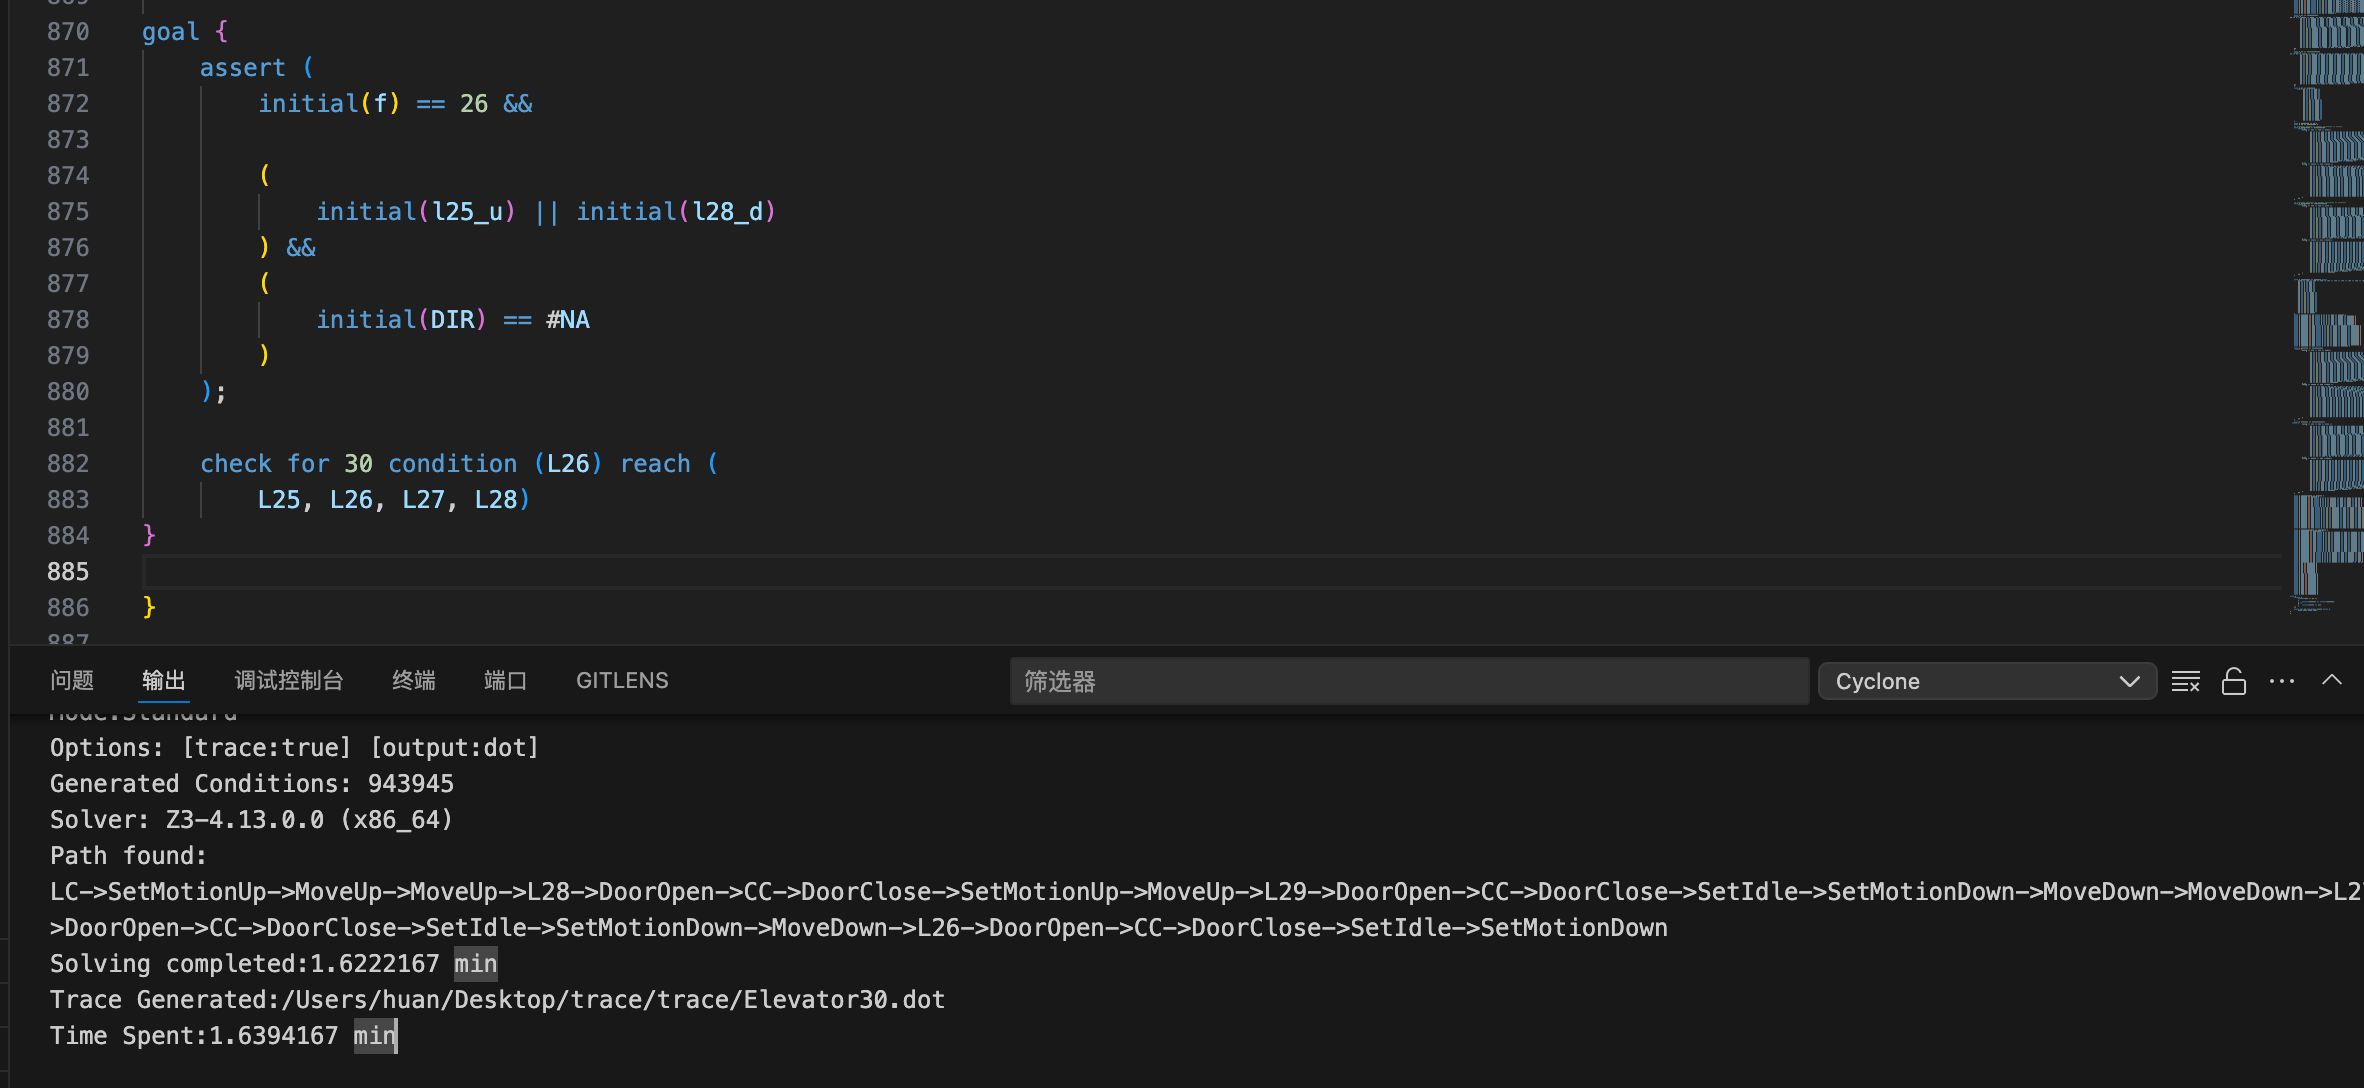 870 goal {
871 assert (
872 initial(f) == 26 &&
873
874 (
875 initial(l25_u) || initial(l28_d)
876 ) &&
877 (
878 initial(DIR) == #NA
879 )
880 );
881
882 check for 30 condition (L26) reach (
883 L25, L26, L27, L28)
884 }
885
886 }
887
问题 输出 调试控制台 终端 端口 GITLENS 筛选器 Cyclone
Mode:Standard
Options: [trace:true] [output:dot]
Generated Conditions: 943945
Solver: Z3-4.13.0.0 (x86_64)
Path found:
LC->SetMotionUp->MoveUp->MoveUp->L28->DoorOpen->CC->DoorClose->SetMotionUp->MoveUp->L29->DoorOpen->CC->DoorClose->SetIdle->SetMotionDown->MoveDown->MoveDown->L27
>DoorOpen->CC->DoorClose->SetIdle->SetMotionDown->MoveDown->L26->DoorOpen->CC->DoorClose->SetIdle->SetMotionDown
Solving completed:1.6222167 min
Trace Generated:/Users/huan/Desktop/trace/trace/Elevator30.dot
Time Spent:1.6394167 min